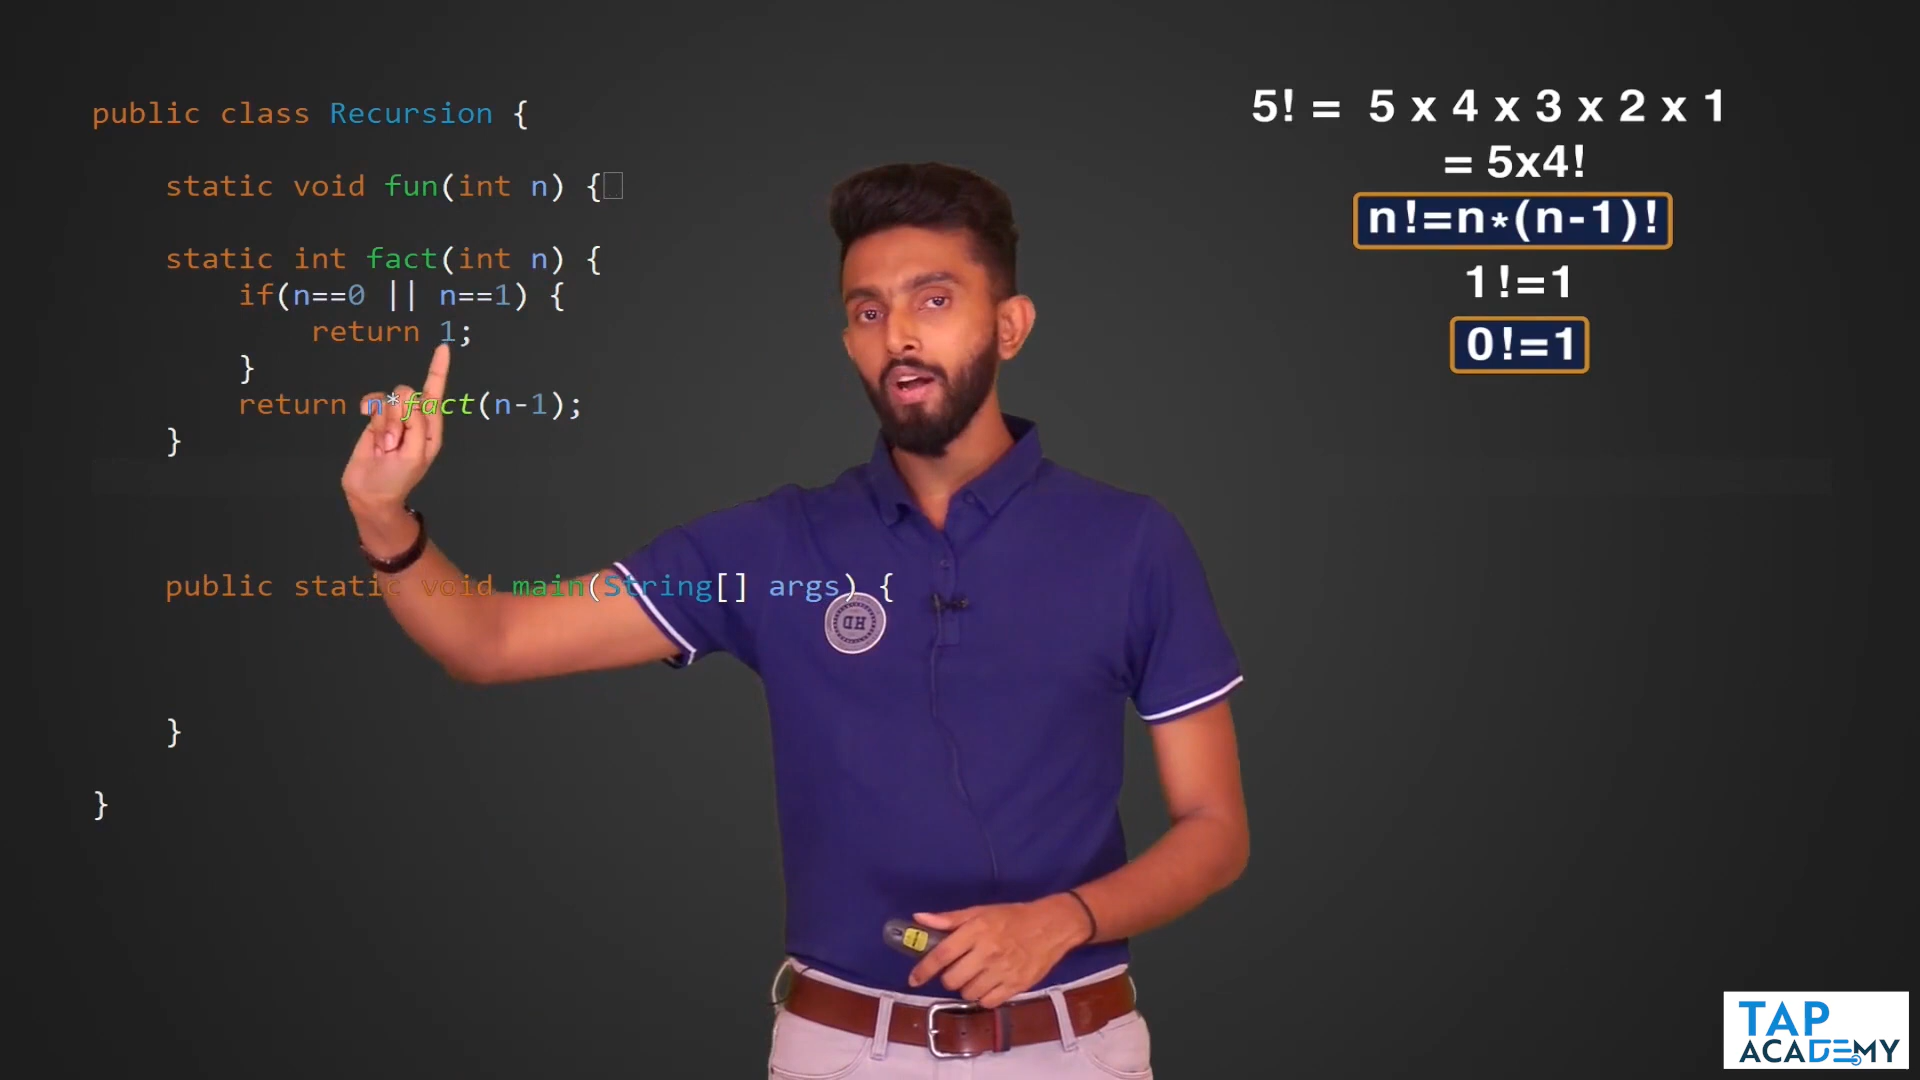 public class Recursion {
static void fun(int n) {
static int fact(int n) {
if(n==0 || n==1) {
return 1;
}
return n*fact(n-1);
}
public static void main(String[] args) {
}
}
5! = 5 x 4 x 3 x 2 x 1
= 5x4!
n!=n*(n-1)!
1!=1
0!=1
HD
TAP
ACADEMY